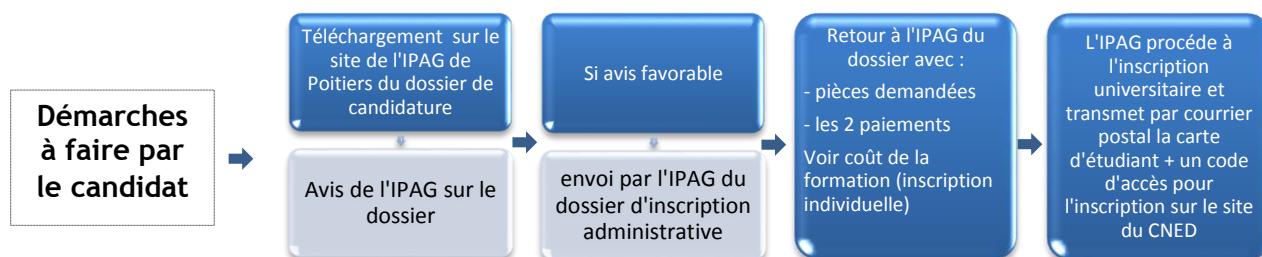 Démarches
à faire par
le candidat
Téléchargement sur le
site de l'IPAG de
Poitiers du dossier de
candidature
Avis de l'IPAG sur le
dossier
Si avis favorable
envoi par l'IPAG du
dossier d'inscription
administrative
Retour à l'IPAG du
dossier avec :
- pièces demandées
- les 2 paiements
Voir coût de la
formation (inscription
individuelle)
L'IPAG procéde à
l'inscription
universitaire et
transmet par courrier
postal la carte
d'étudiant + un code
d'accès pour
l'inscription sur le site
du CNED